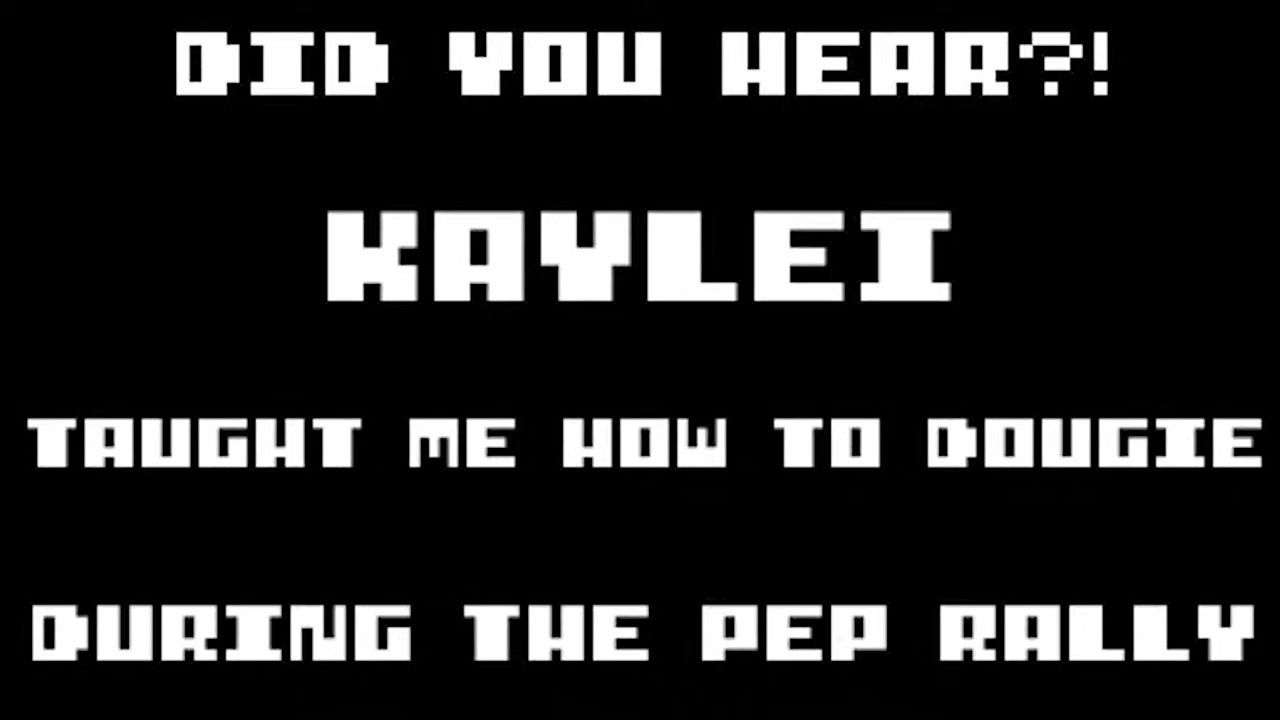 DID YOU HEAR?!
KAYLEI
TAUGHT ME HOW TO DOUGIE
DURING THE PEP RALLY